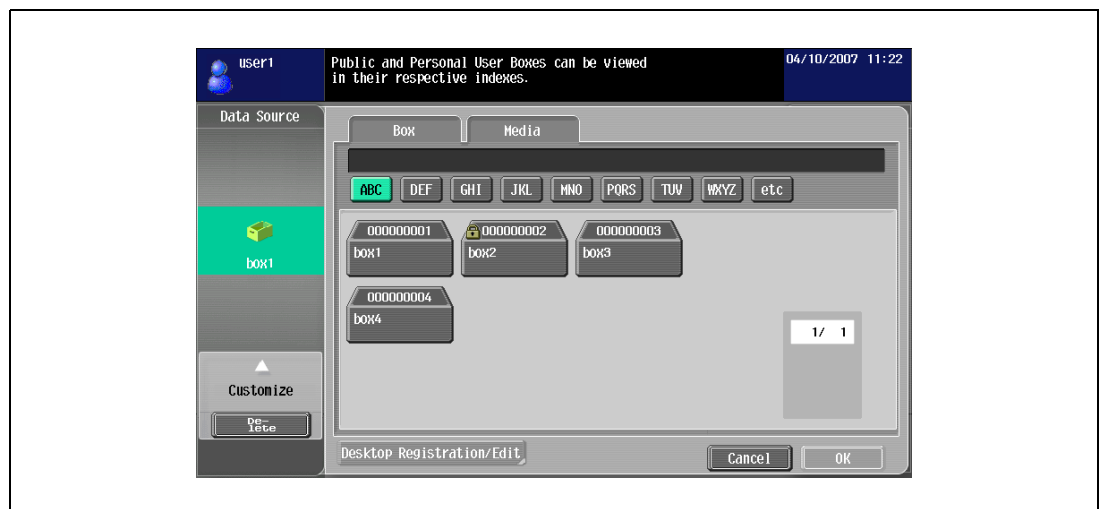 user1
Public and Personal User Boxes can be viewed
in their respective indexes.
04/10/2007 11:22
Data Source
Box
Media
ABC DEF GHI JKL MNO PQRS TUV WXYZ etc
000000001
box1
000000002
box2
000000003
box3
box1
000000004
box4
1/ 1
Customize
De-
lete
Desktop Registration/Edit
Cancel
OK